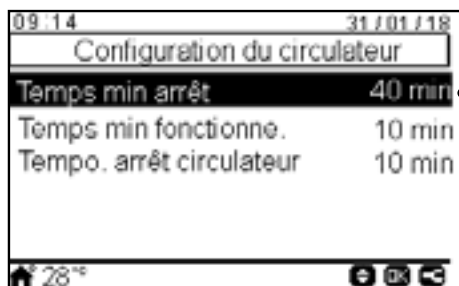 09:14 31/01/18
Configuration du circulateur
Temps min arrêt 40 min
Temps min fonctionne. 10 min
Tempo. arrêt circulateur 10 min
28°c OK